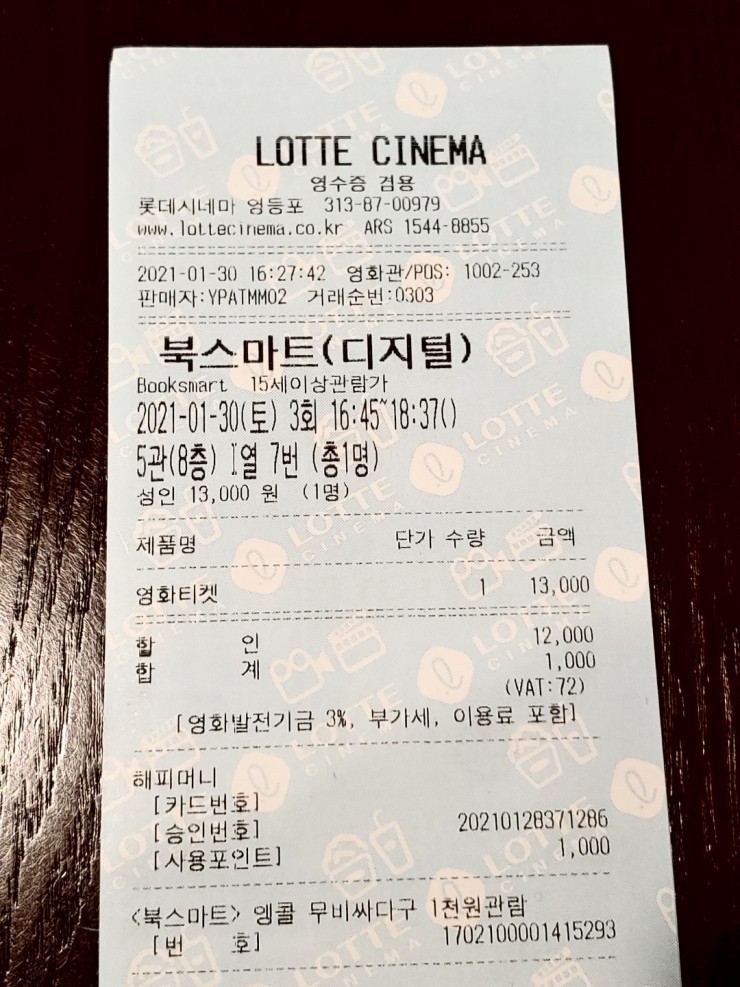 LOTTE CINEMA
영수증 겸용
롯데시네마 영등포 313-87-00979
www.lottecinema.co.kr ARS 1544-8855
2021-01-30 16:27:42 영화관/POS: 1002-253
판매자:YPATMM02 거래순번:0303
북스마트(디지털)
Booksmart 15세이상관람가
2021-01-30(토) 3회 16:45~18:37()
5관(8층) I열 7번 (총1명)
성인 13,000 원 (1명)
제품명 단가 수량 금액
영화티켓 1 13,000
할 인 12,000
합 계 1,000
(VAT:72)
[영화발전기금 3%, 부가세, 이용료 포함]
해피머니
[카드번호]
[승인번호] 20210128371286
[사용포인트] 1,000
<북스마트> 앵콜 무비싸다구 1천원관람
[번 호] 1702100001415293